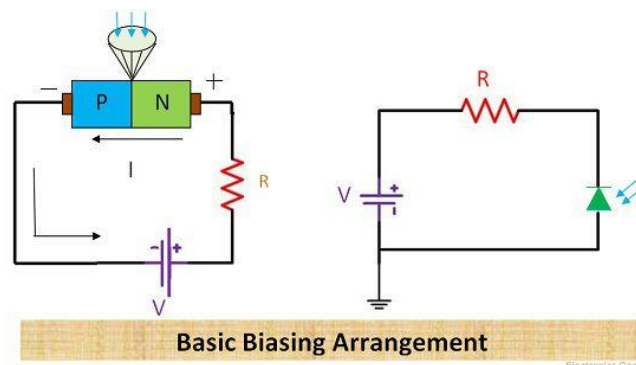 − +
P N
I
R
V
- +
R
V
+
Basic Biasing Arrangement